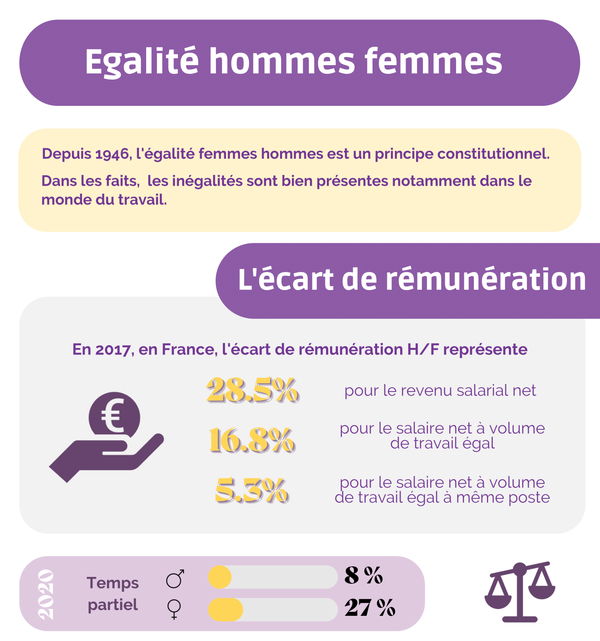 Egalité hommes femmes
Depuis 1946, l'égalité femmes hommes est un principe constitutionnel.
Dans les faits, les inégalités sont bien présentes notamment dans le
monde du travail.
L'écart de rémunération
En 2017, en France, l'écart de rémunération H/F représente
28.5%
pour le revenu salarial net
16.8%
pour le salaire net à volume
de travail égal
5.3%
pour le salaire net à volume
de travail égal à même poste
2020
Temps
partiel
8 %
27 %